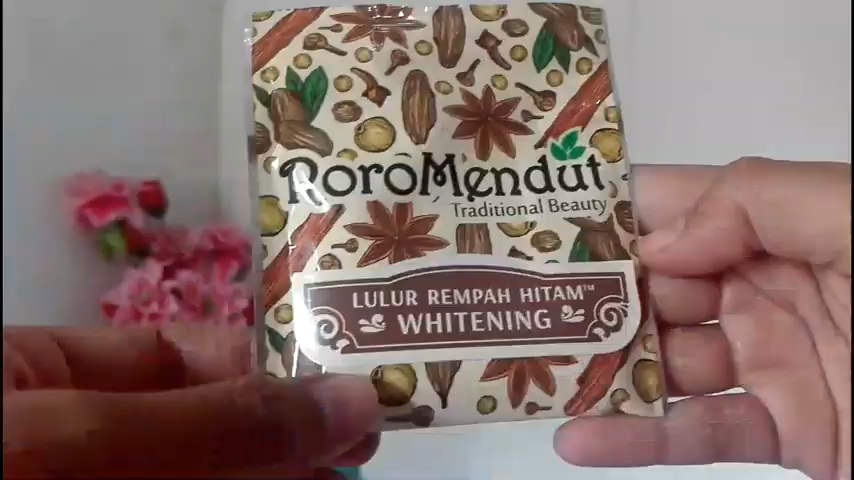 RoroMendut
Traditional Beauty
LULUR REMPAH HITAM™
WHITENING